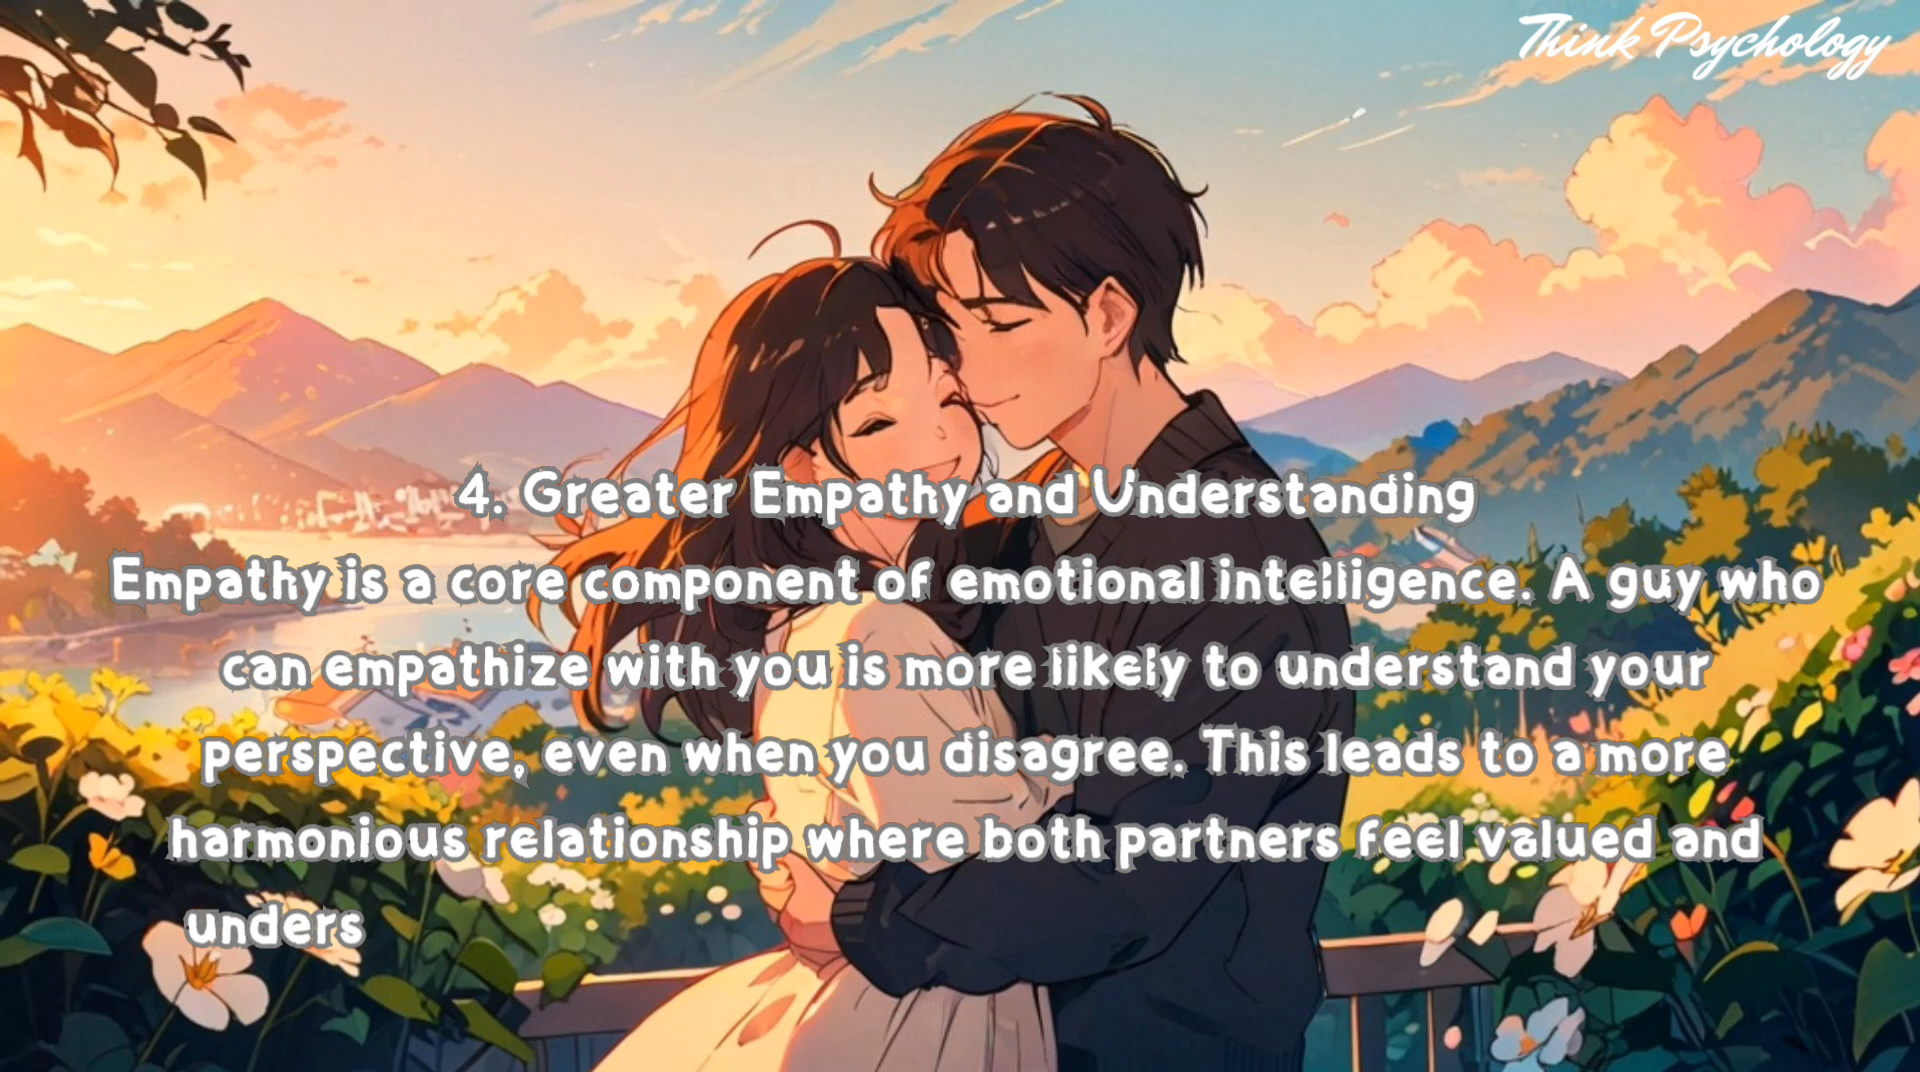 Think Psychology
4. Greater Empathy and Understanding
Empathy is a core component of emotional intelligence. A guy who
can empathize with you is more likely to understand your
perspective, even when you disagree. This leads to a more
harmonious relationship where both partners feel valued and
unders